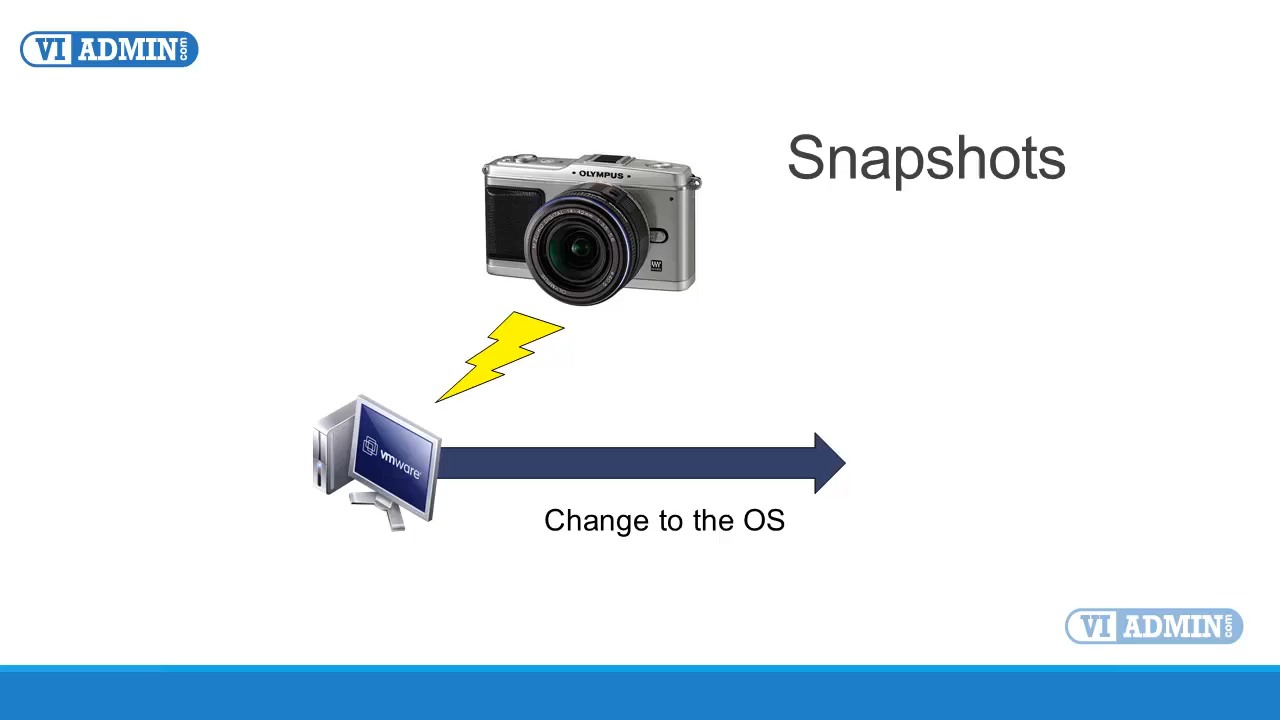 VI ADMIN.com
Snapshots
OLYMPUS
vmware
Change to the OS
VI ADMIN.com